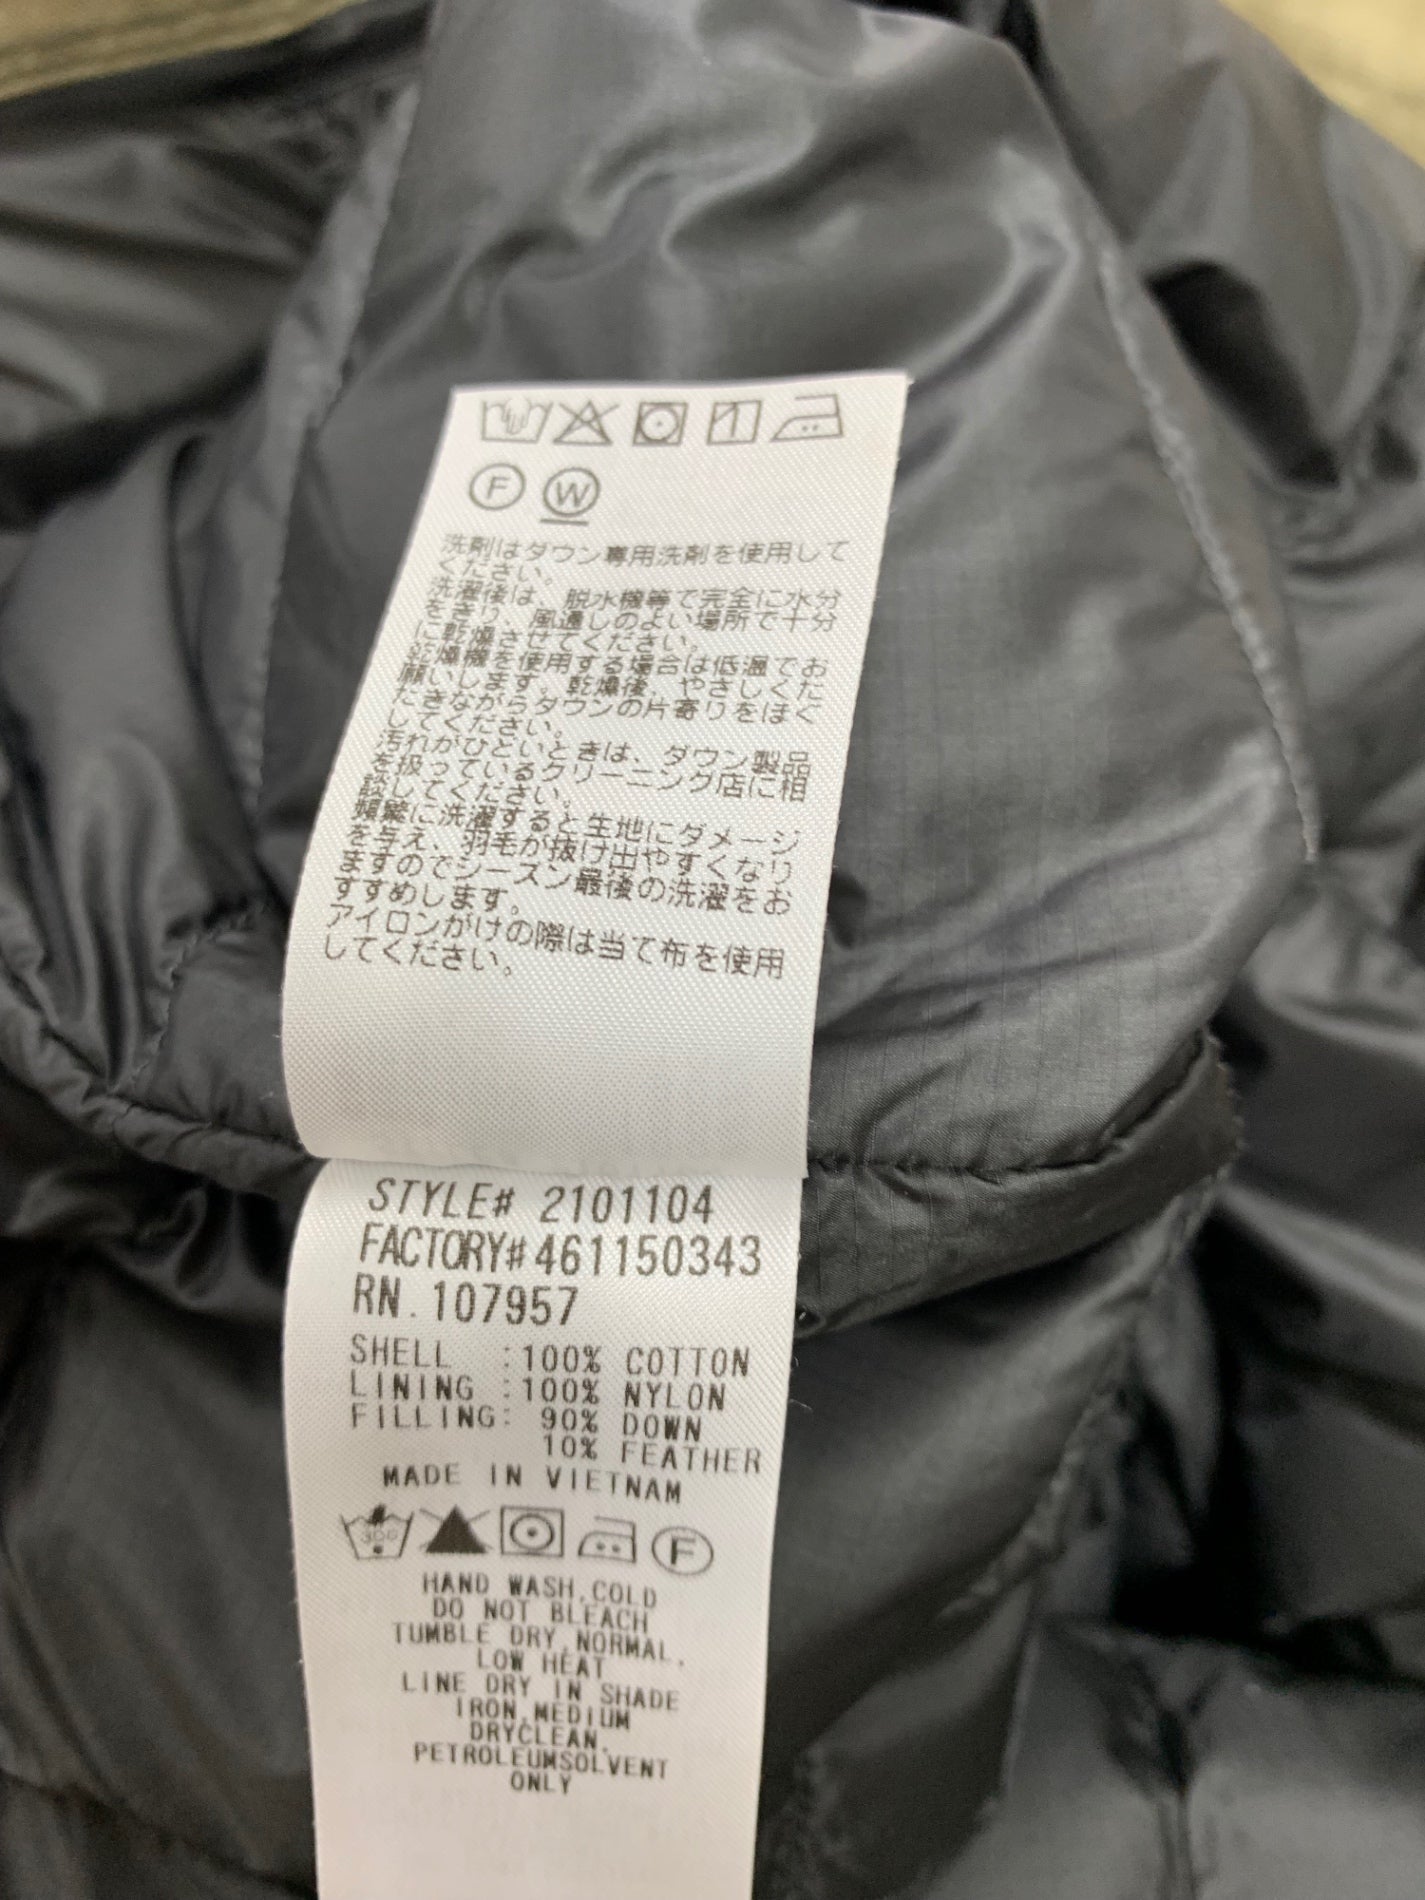 F W
洗剤はダウン専用洗剤を使用して
ください。
洗濯後は、脱水機等で完全に水分
をきり、風通しのよい場所で十分
に乾燥させてください。
乾燥機を使用する場合は低温でお
願いします。乾燥後、やさしくた
たきながらダウンの片寄りをほぐ
してください。
汚れがひどいときは、ダウン製品
を扱っているクリーニング店に相
談してください。
頻繁に洗濯すると生地にダメージ
を与え、羽毛が抜け出やすくなり
ますのでシーズン最後の洗濯をお
すすめします。
アイロンがけの際は当て布を使用
してください。
STYLE# 2101104
FACTORY#461150343
RN.107957
SHELL :100% COTTON
LINING :100% NYLON
FILLING: 90% DOWN
10% FEATHER
MADE IN VIETNAM
F
HAND WASH,COLD
DO NOT BLEACH
TUMBLE DRY,NORMAL,
LOW HEAT
LINE DRY IN SHADE
IRON,MEDIUM
DRYCLEAN,
PETROLEUMSOLVENT
ONLY